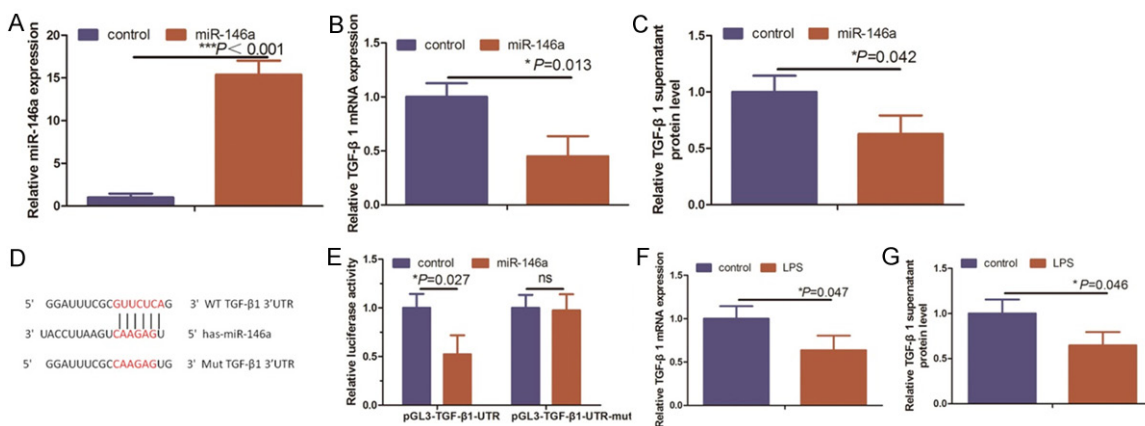 A
control miR-146a
***P< 0.001
Relative miR-146a expression
20
15
10
5
0
B
control miR-146a
*P=0.013
Relative TGF-β 1 mRNA expression
1.5
1.0
0.5
0.0
C
control miR-146a
*P=0.042
Relative TGF-β 1 supernatant
protein level
1.5
1.0
0.5
0.0
D
5' GGAUUUCGCGUUCUCAG 3' WT TGF-β1 3'UTR
3' UACCUUAAGUCAAGAGU 5' has-miR-146a
5' GGAUUUCGCCAAGAGUG 3' Mut TGF-β1 3'UTR
E
control miR-146a
*P=0.027
ns
Relative luciferase activity
1.5
1.0
0.5
0.0
pGL3-TGF-β1-UTR pGL3-TGF-β1-UTR-mut
F
control LPS
*P=0.047
Relative TGF-β 1 mRNA expression
1.5
1.0
0.5
0.0
G
control LPS
*P=0.046
Relative TGF-β 1 supernatant
protein level
1.5
1.0
0.5
0.0